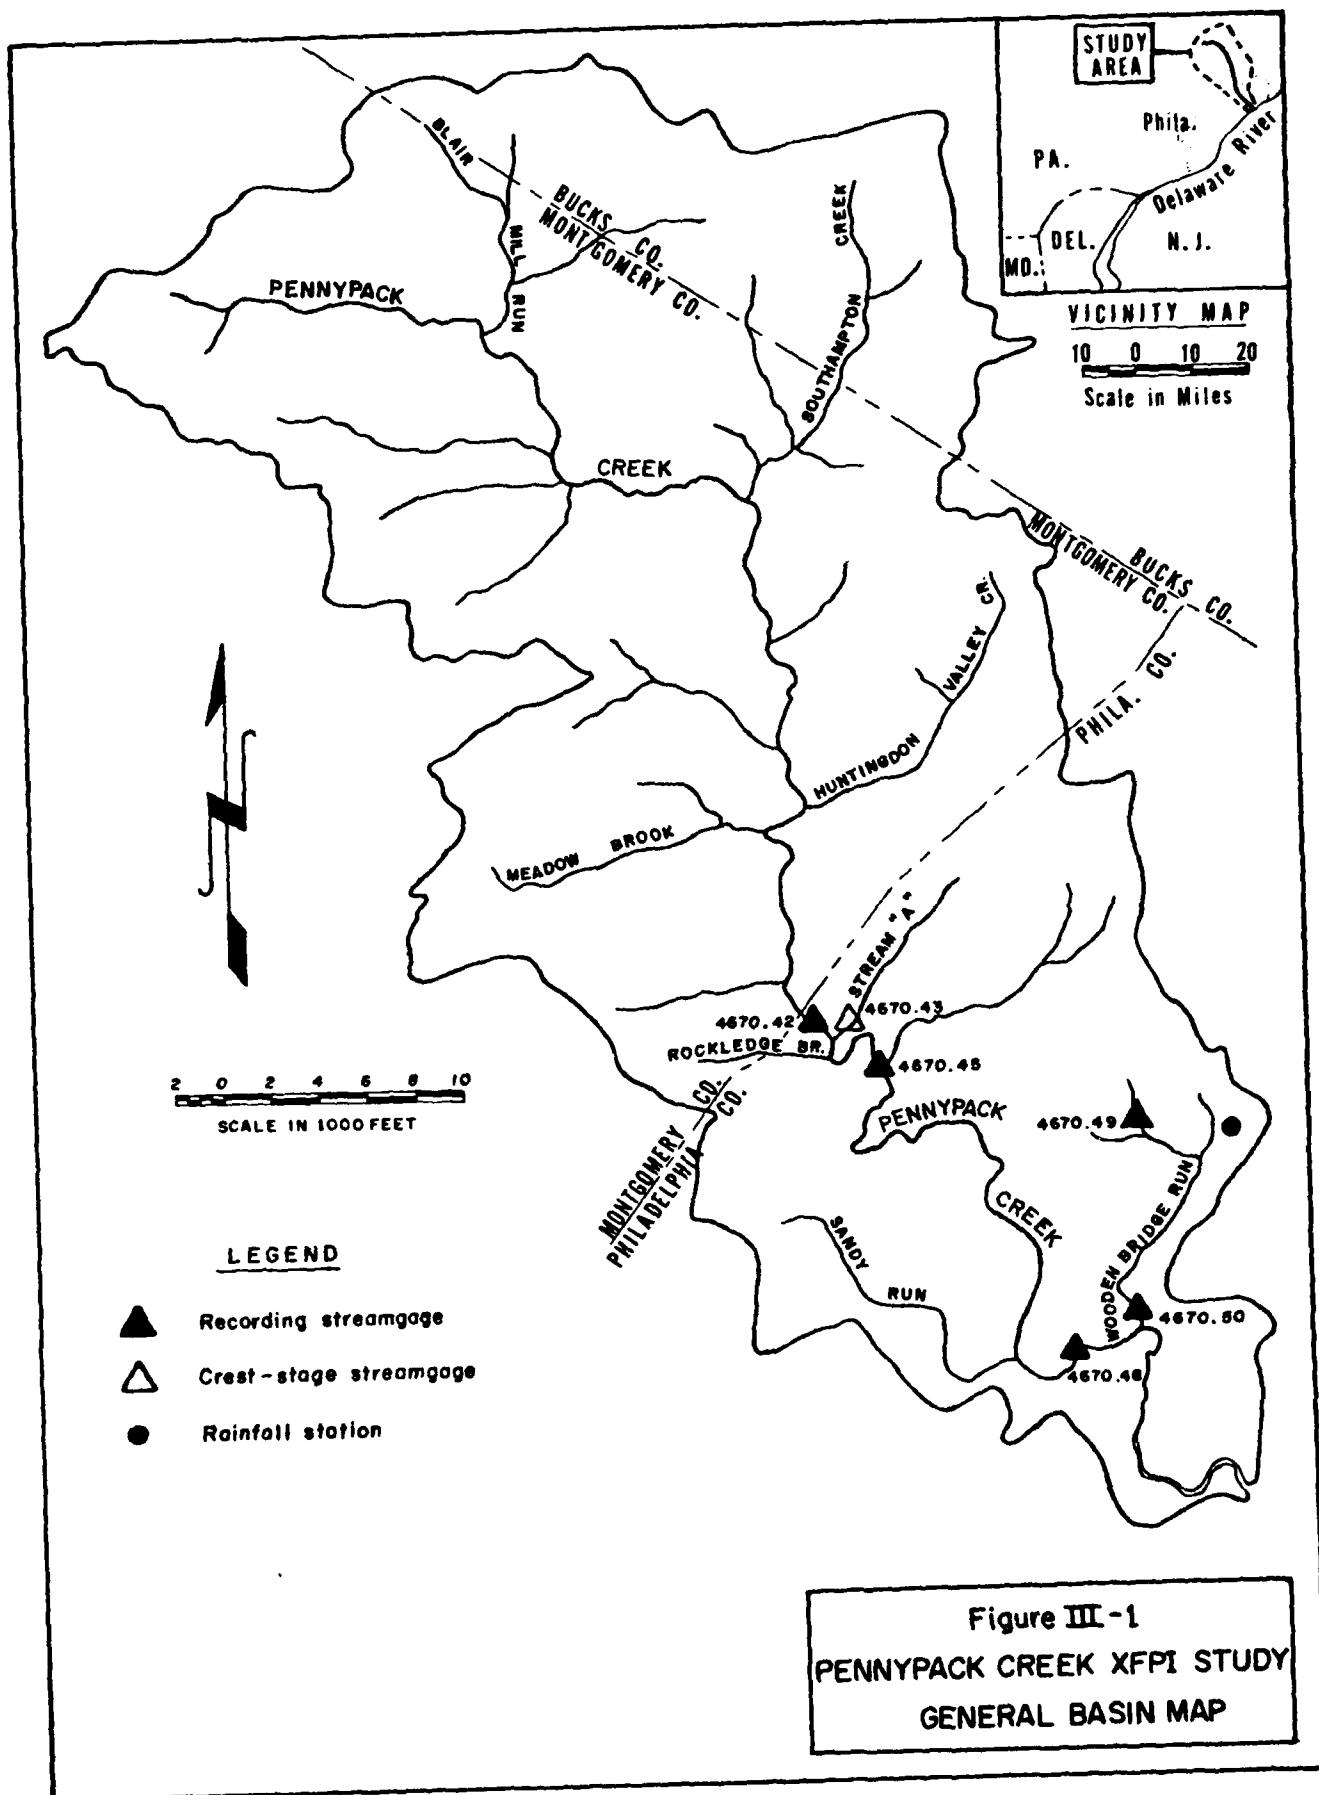 STUDY
AREA
Phila.
PA.
Delaware River
DEL.
N.J.
MD.
VICINITY MAP
10 0 10 20
Scale in Miles
BLAIR
MILL
RUN
BUCKS CO.
MONTGOMERY CO.
PENNYPACK
CREEK
SOUTHAMPTON
CREEK
MONTGOMERY CO.
BUCKS CO.
PHILA. CO.
HUNTINGDON
VALLEY
CR.
MEADOW BROOK
STREAM "A"
4670.42
4670.43
ROCKLEDGE BR.
4670.45
PENNYPACK
CREEK
4670.49
MONTGOMERY CO.
PHILADELPHIA CO.
SANDY
RUN
WOODEN BRIDGE RUN
4670.50
2 0 2 4 6 8 10
SCALE IN 1000 FEET
LEGEND
Recording streamgage
Crest-stage streamgage
Rainfall station
Figure III-1
PENNYPACK CREEK XFPI STUDY
GENERAL BASIN MAP